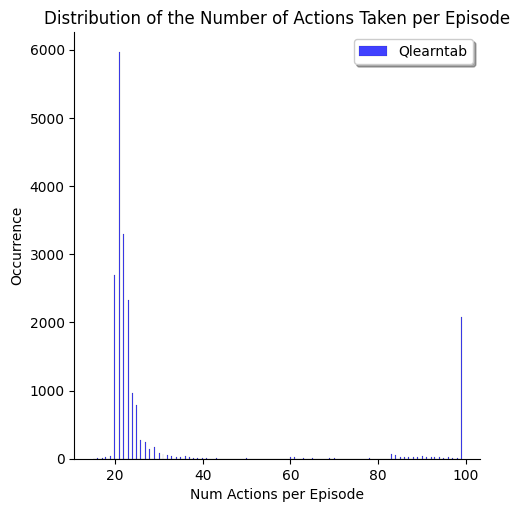 Distribution of the Number of Actions Taken per Episode
Qlearntab
Occurrence
6000
5000
4000
3000
2000
1000
0
20 40 60 80 100
Num Actions per Episode